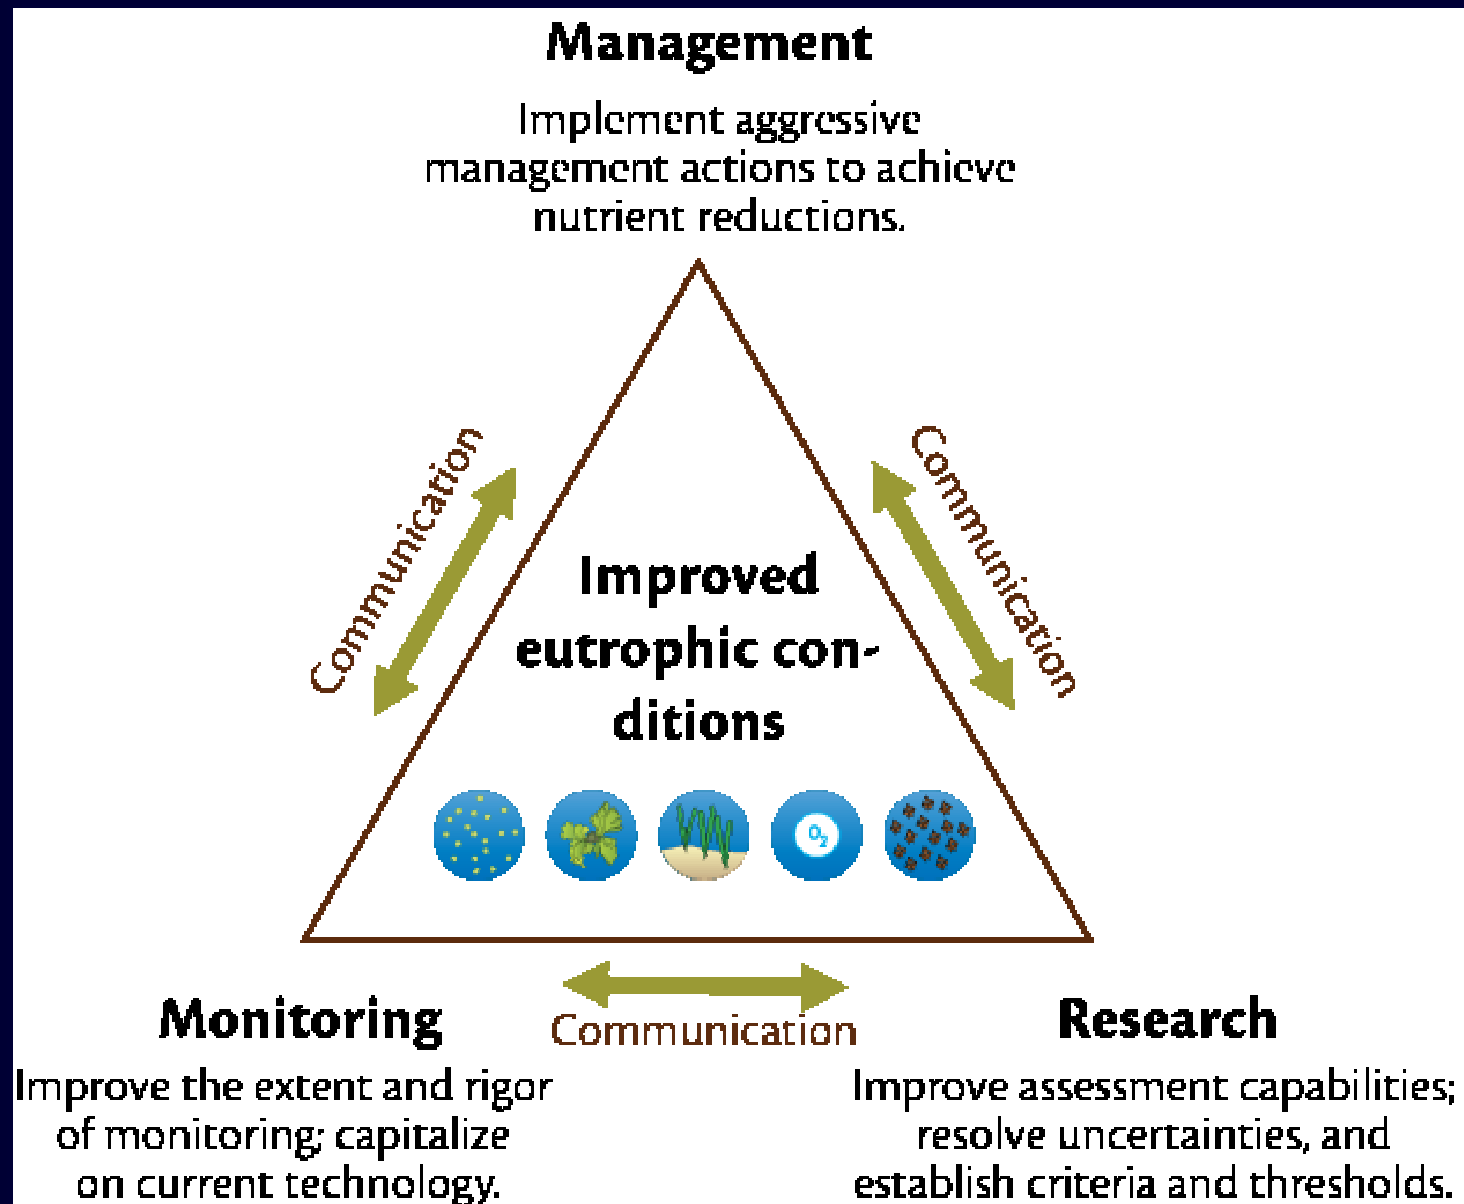 Management
Implement aggressive
management actions to achieve
nutrient reductions.
Communication
Communication
Improved
eutrophic con-
ditions
O2
Communication
Monitoring
Improve the extent and rigor
of monitoring; capitalize
on current technology.
Research
Improve assessment capabilities;
resolve uncertainties, and
establish criteria and thresholds.